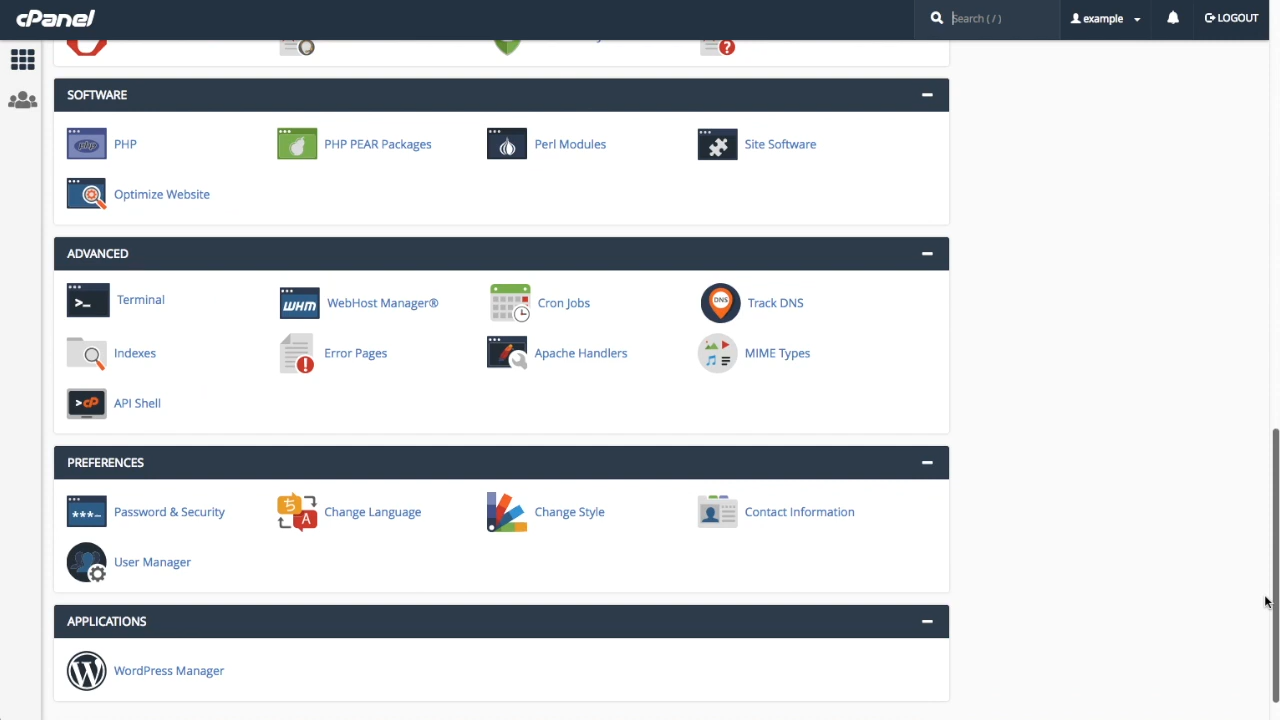 cPanel
Search ( / )
example
LOGOUT
SOFTWARE
PHP
PHP PEAR Packages
Perl Modules
Site Software
Optimize Website
ADVANCED
Terminal
WebHost Manager®
Cron Jobs
Track DNS
Indexes
Error Pages
Apache Handlers
MIME Types
API Shell
PREFERENCES
Password & Security
Change Language
Change Style
Contact Information
User Manager
APPLICATIONS
WordPress Manager